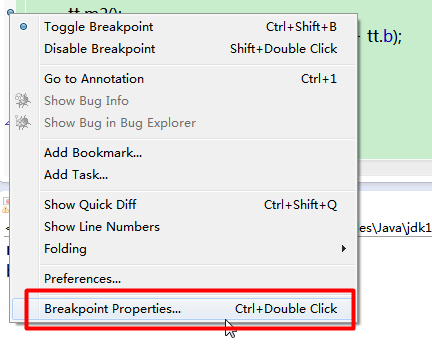 tt.m2();
Toggle Breakpoint Ctrl+Shift+B
Disable Breakpoint Shift+Double Click
tt.b);
Go to Annotation Ctrl+1
Show Bug Info
Show Bug in Bug Explorer
Add Bookmark...
Add Task...
Show Quick Diff Ctrl+Shift+Q
Show Line Numbers
es\Java\jdk1
Folding
Preferences...
Breakpoint Properties... Ctrl+Double Click